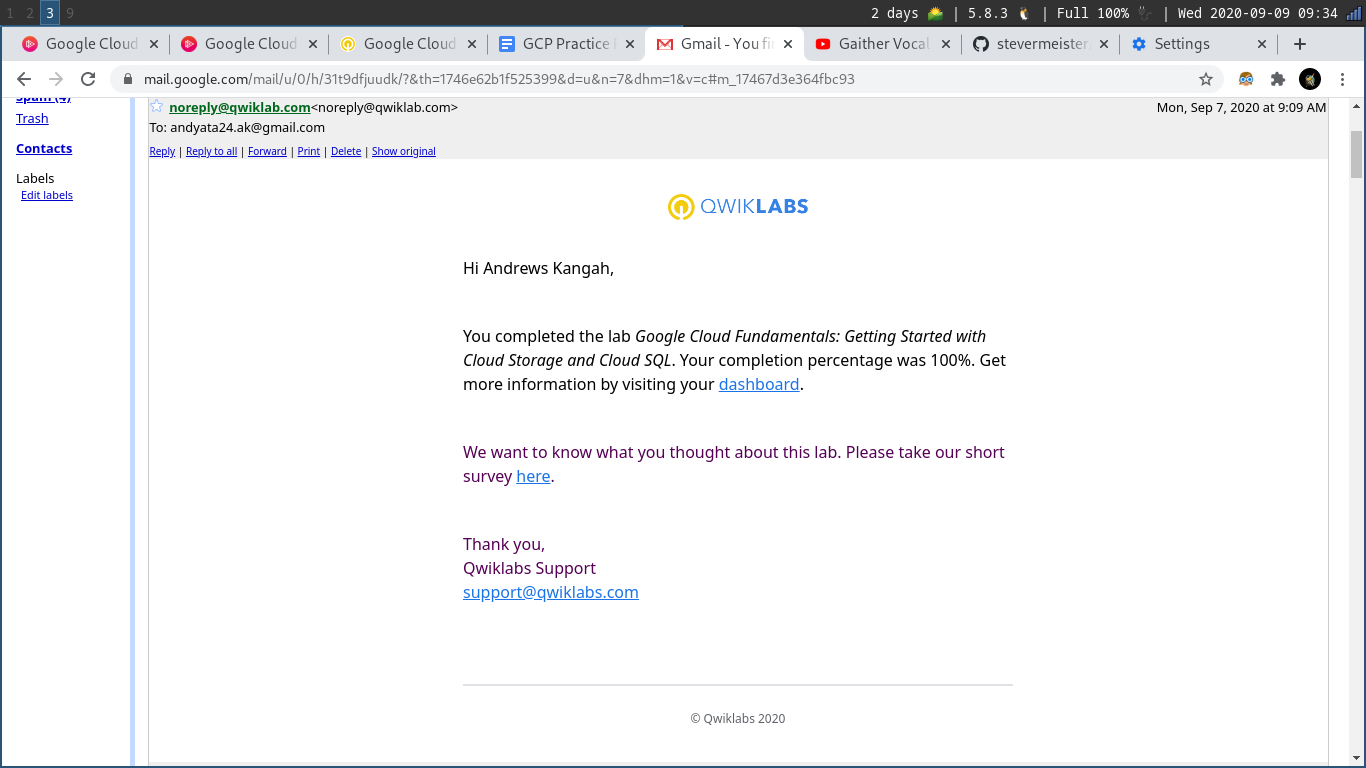 1 2 3 9
2 days | 5.8.3 | Full 100% | Wed 2020-09-09 09:34
Google Cloud Google Cloud Google Cloud GCP Practice Gmail - You fi Gaither Vocal stevermeister Settings
mail.google.com/mail/u/0/h/31t9dfjuudk/?&th=1746e62b1f525399&d=u&n=7&dhm=1&v=c#m_17467d3e364fbc93
Spam (4)
Trash
Contacts
Labels
Edit labels
noreply@qwiklab.com<noreply@qwiklab.com> Mon, Sep 7, 2020 at 9:09 AM
To: andyata24.ak@gmail.com
Reply | Reply to all | Forward | Print | Delete | Show original
QWIKLABS
Hi Andrews Kangah,
You completed the lab Google Cloud Fundamentals: Getting Started with
Cloud Storage and Cloud SQL. Your completion percentage was 100%. Get
more information by visiting your dashboard.
We want to know what you thought about this lab. Please take our short
survey here.
Thank you,
Qwiklabs Support
support@qwiklabs.com
© Qwiklabs 2020